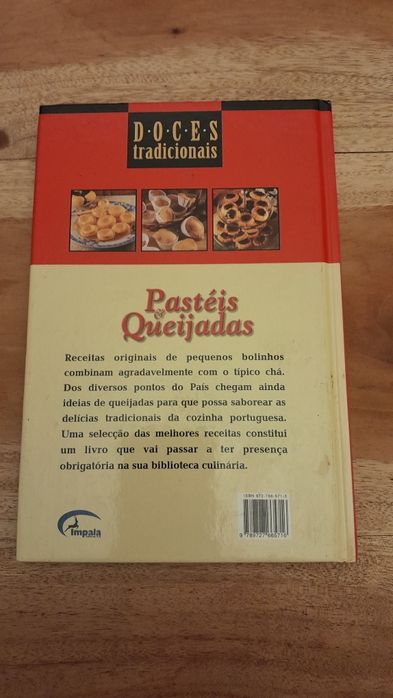 D·O·C·E·S
tradicionais
Pastéis
&
Queijadas
Receitas originais de pequenos bolinhos
combinam agradavelmente com o típico chá.
Dos diversos pontos do País chegam ainda
ideias de queijadas para que possa saborear as
delícias tradicionais da cozinha portuguesa.
Uma selecção das melhores receitas constitui
um livro que vai passar a ter presença
obrigatória na sua biblioteca culinária.
impala